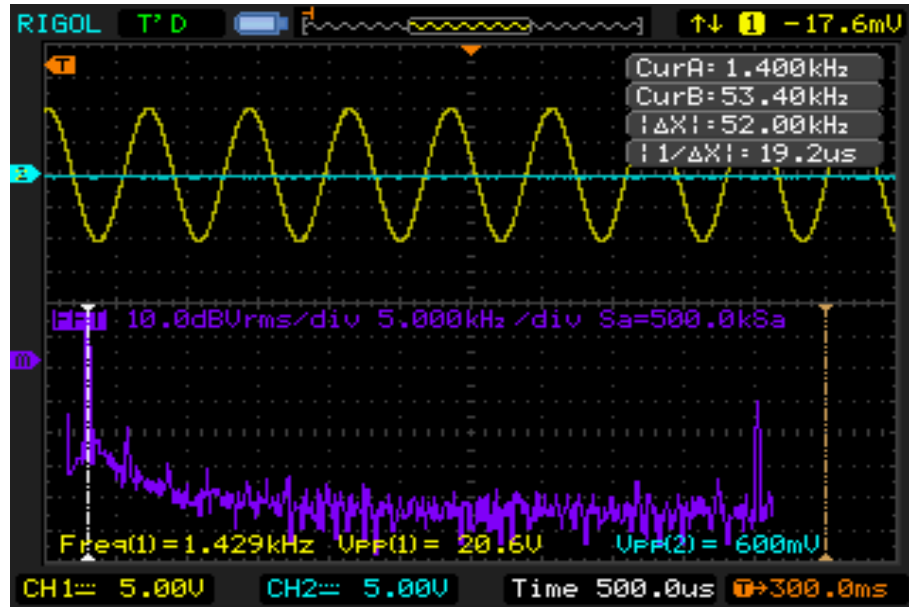 RIGOL T'D 1 -17.6mV
T
CurA=1.400kHz
CurB=53.40kHz
|ΔX|=52.00kHz
|1/ΔX|=19.2us
2
FFT 10.0dBVrms/div 5.000kHz/div Sa=500.0kSa
m
Freq(1)=1.429kHz Vpp(1)= 20.6V Vpp(2)= 600mV
CH1 5.00V CH2 5.00V Time 500.0us T→300.0ms